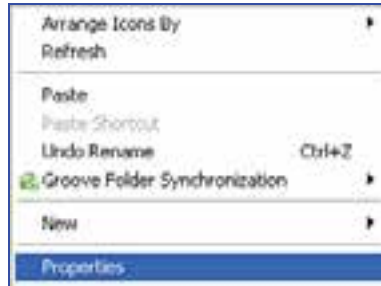 Arrange Icons By
Refresh
Paste
Paste Shortcut
Undo Rename Ctrl+Z
Groove Folder Synchronization
New
Properties